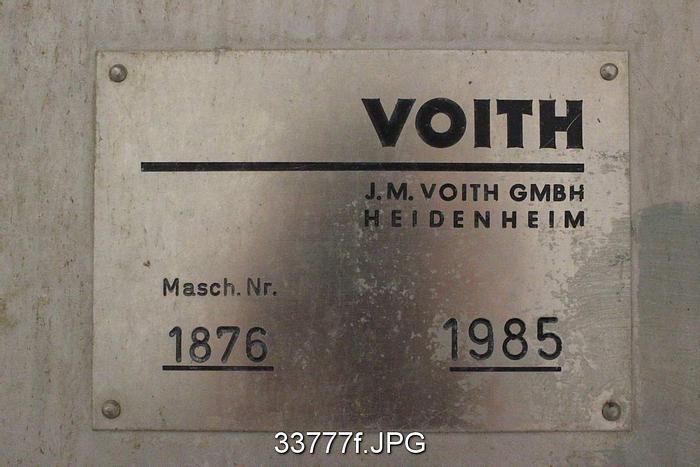 VOITH
J.M. VOITH GMBH
HEIDENHEIM
Masch. Nr.
1876 1985
33777f.JPG